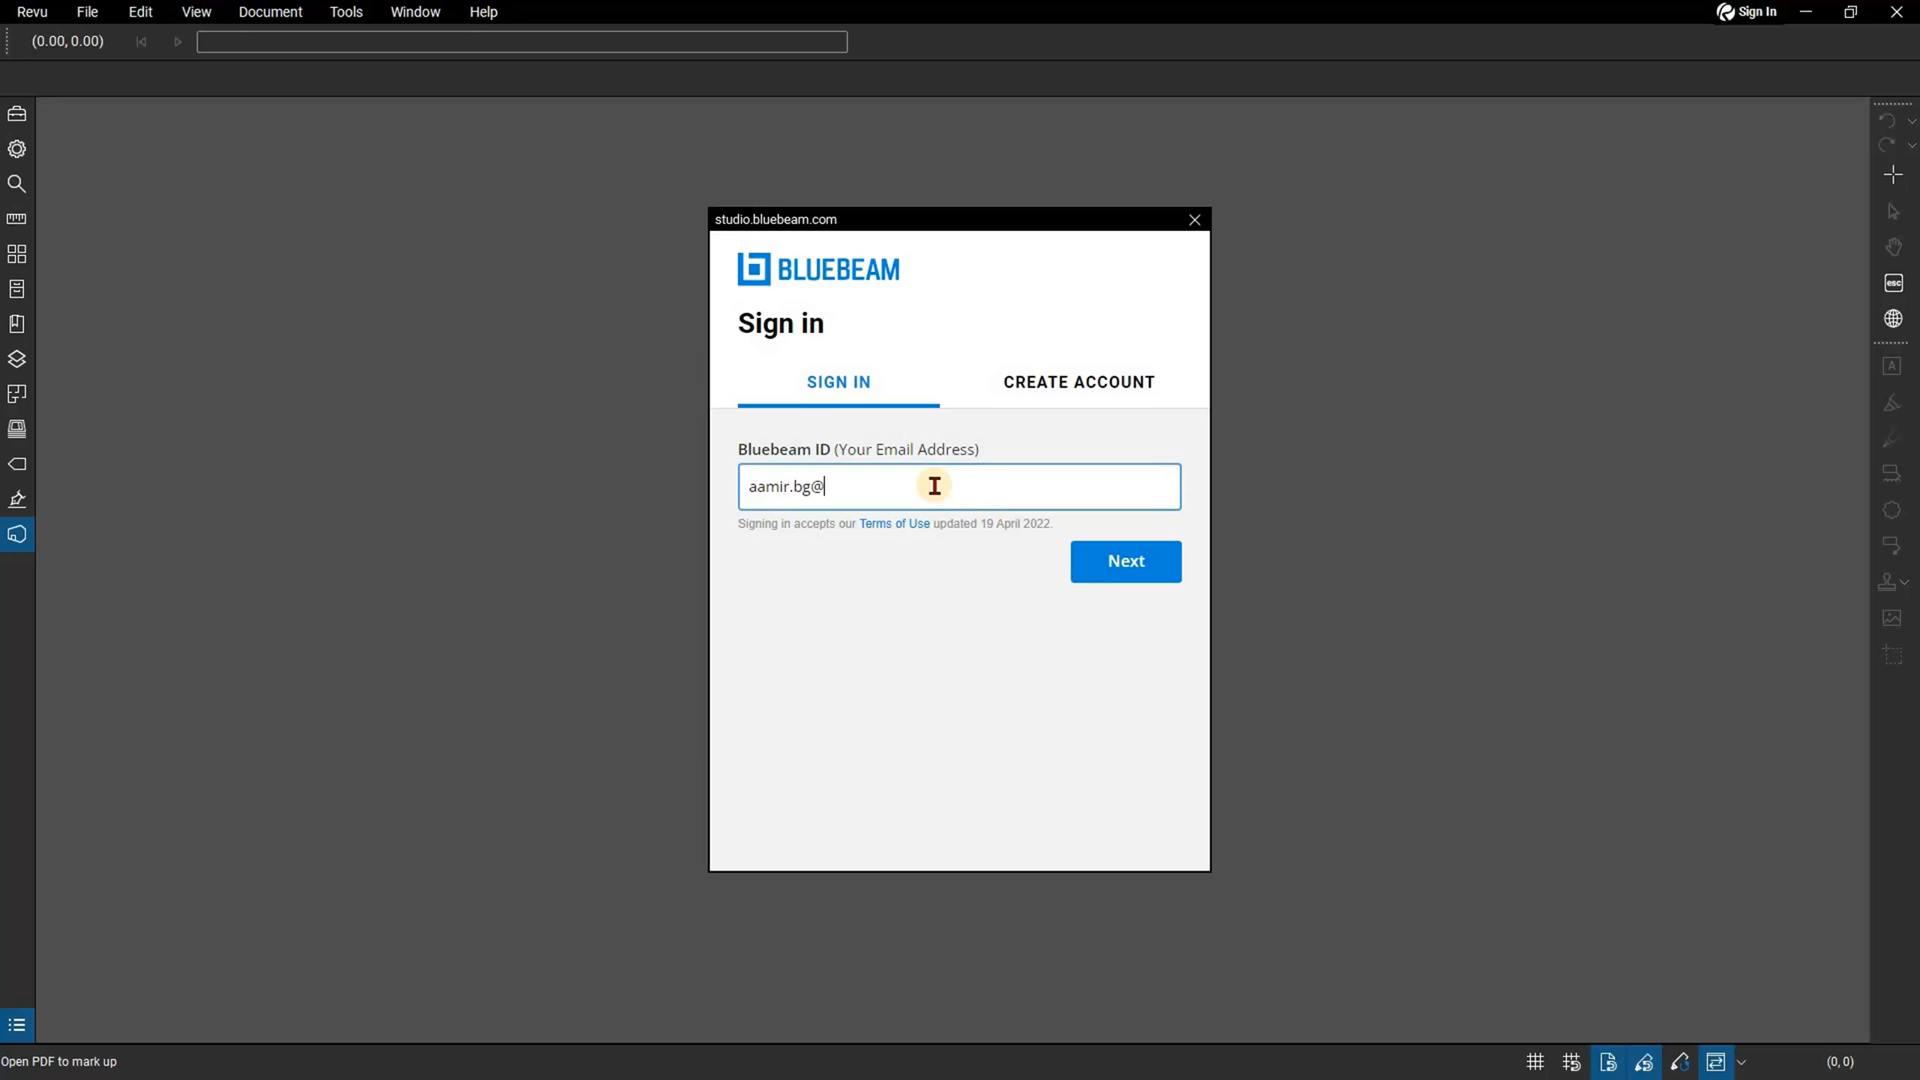 Revu File Edit View Document Tools Window Help Sign In
(0.00, 0.00)
studio.bluebeam.com
BLUEBEAM
Sign in
SIGN IN CREATE ACCOUNT
Bluebeam ID (Your Email Address)
aamir.bg@
Signing in accepts our Terms of Use updated 19 April 2022.
Next
esc
A
Open PDF to mark up (0, 0)